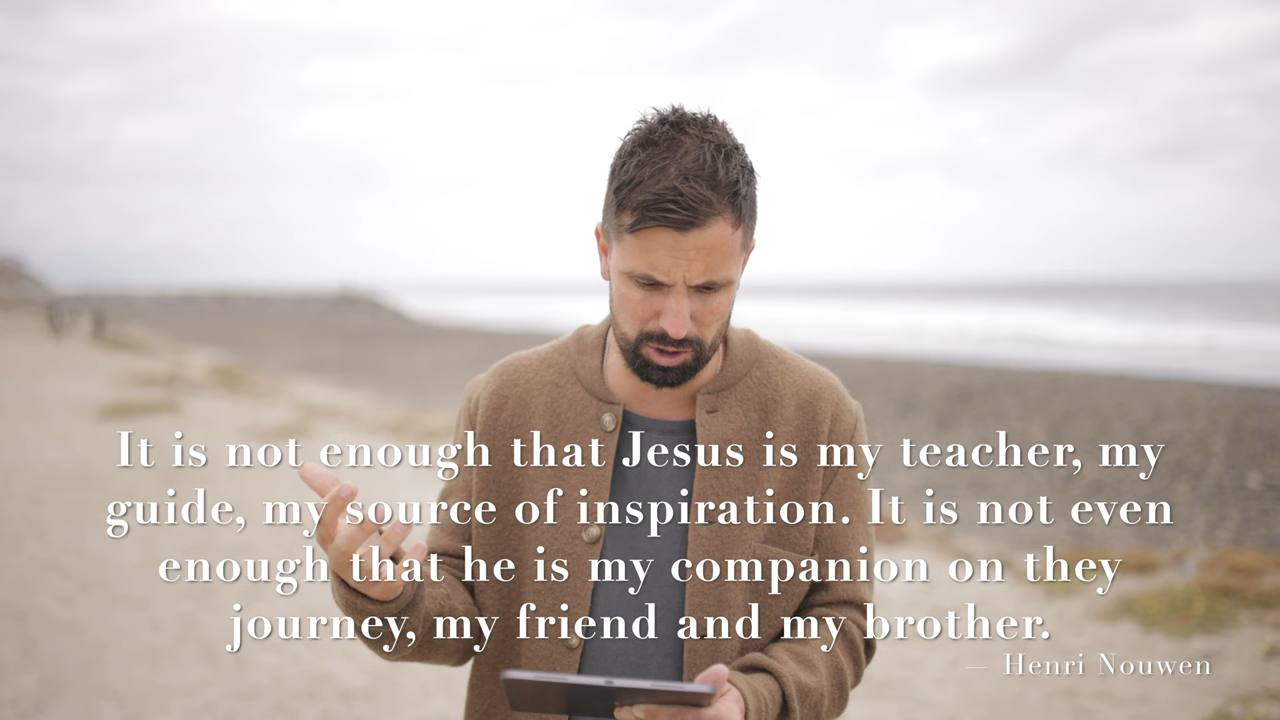 It is not enough that Jesus is my teacher, my
guide, my source of inspiration. It is not even
enough that he is my companion on they
journey, my friend and my brother.
— Henri Nouwen